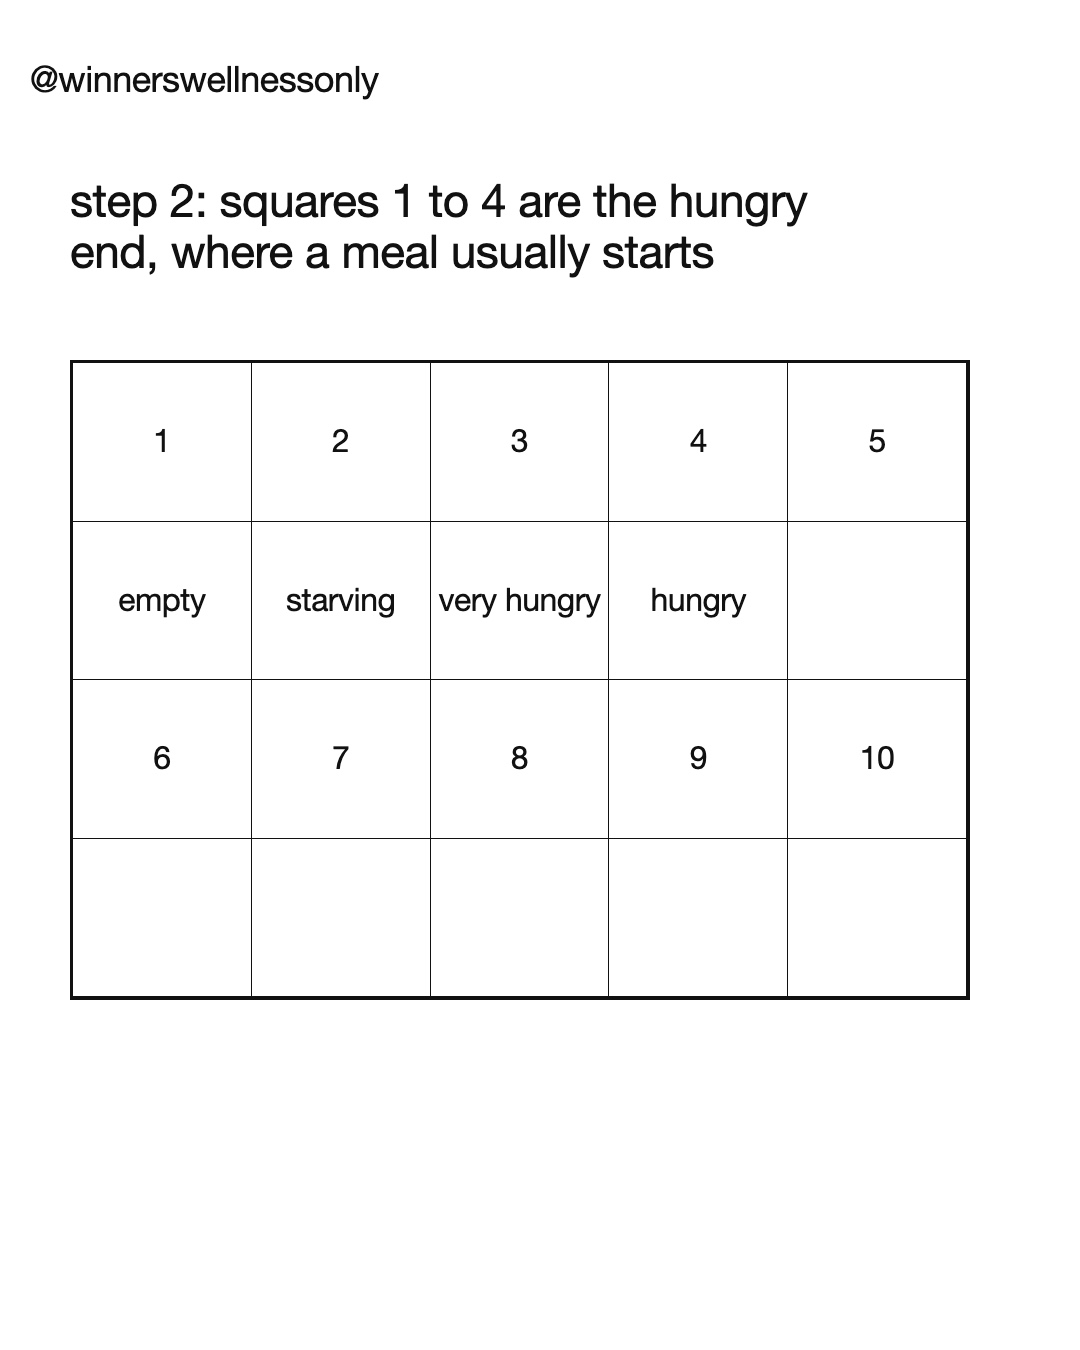 @winnerswellnessonly
step 2: squares 1 to 4 are the hungry
end, where a meal usually starts
1 2 3 4 5
empty starving very hungry hungry
6 7 8 9 10